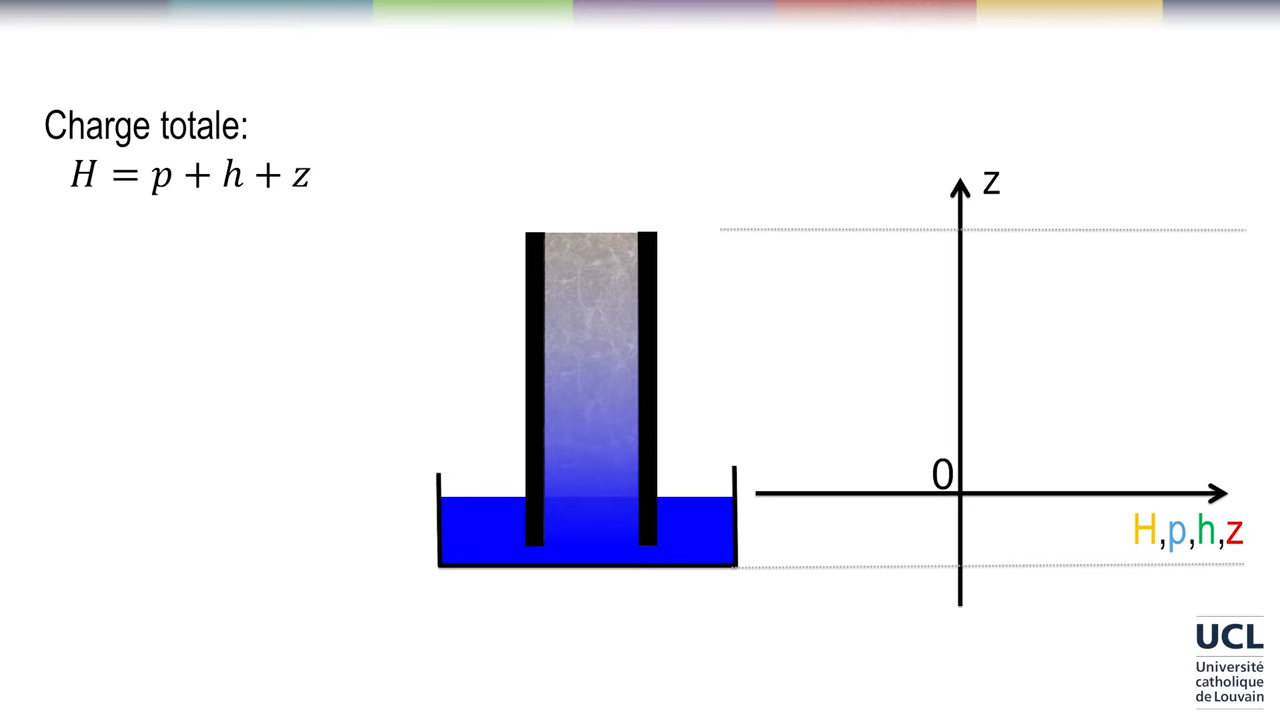 Charge totale:
H = p + h + z
z
0
H,p,h,z
UCL
Université
catholique
de Louvain